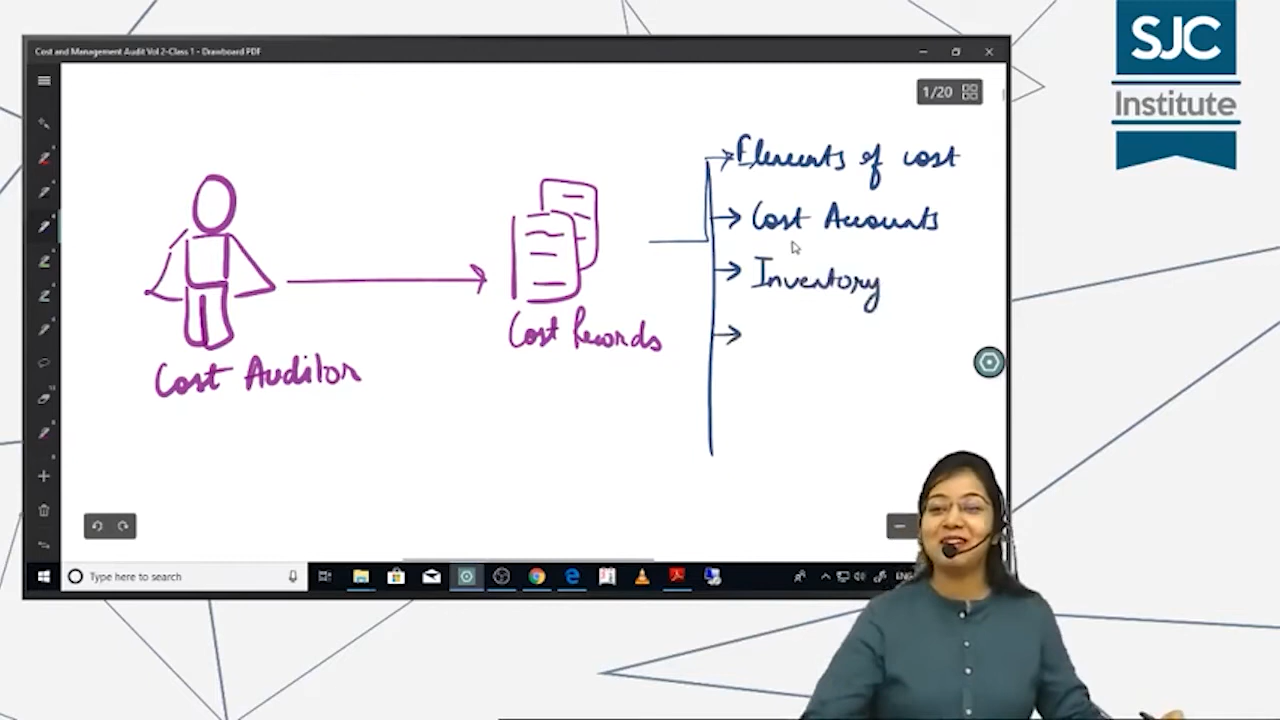 SJC
Institute
Cost and Management Audit Vol 2-Class 1 - Drawboard PDF
1/20
Elements of cost
Cost Accounts
Inventory
Cost Records
Cost Auditor
Type here to search
ENG